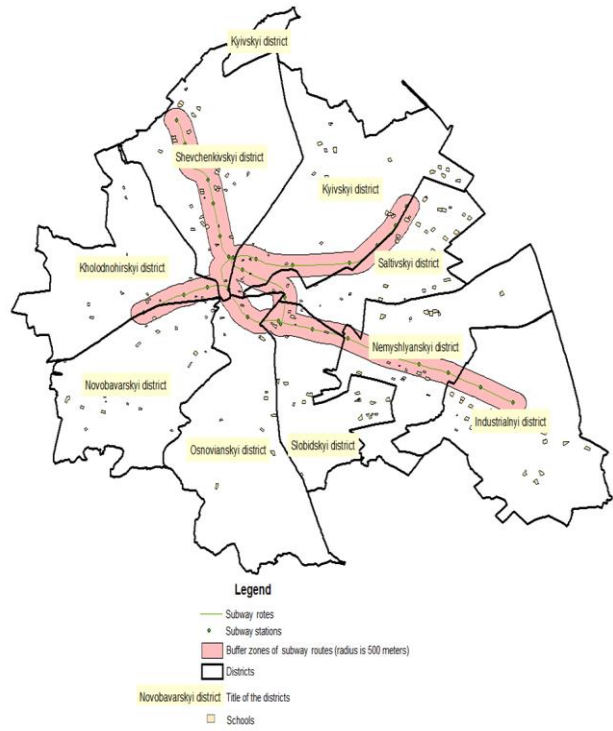 Kyivskyi district
Shevchenkivskyi district
Kyivskyi district
Kholodnohirskyi district
Saltivskyi district
Nemyshlyanskyi district
Novobavarskyi district
Industrialnyi district
Osnovianskyi district
Slobidskyi district
Legend
Subway rotes
Subway stations
Buffer zones of subway routes (radius is 500 meters)
Districts
Novobavarskyi district Title of the districts
Schools